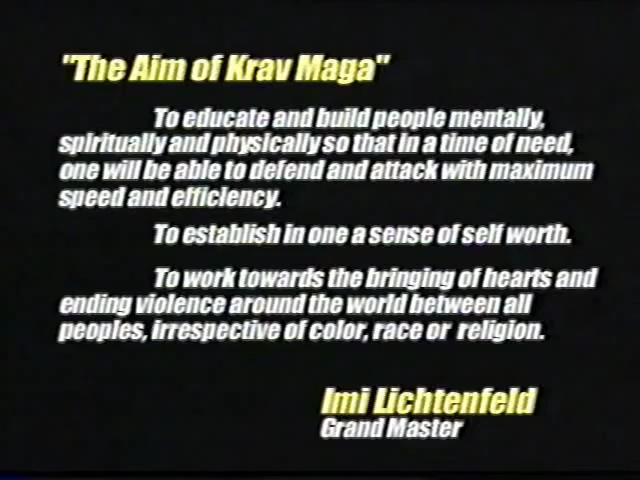 "The Aim of Krav Maga"
To educate and build people mentally,
spiritually and physically so that in a time of need,
one will be able to defend and attack with maximum
speed and efficiency.
To establish in one a sense of self worth.
To work towards the bringing of hearts and
ending violence around the world between all
peoples, irrespective of color, race or religion.
Imi Lichtenfeld
Grand Master